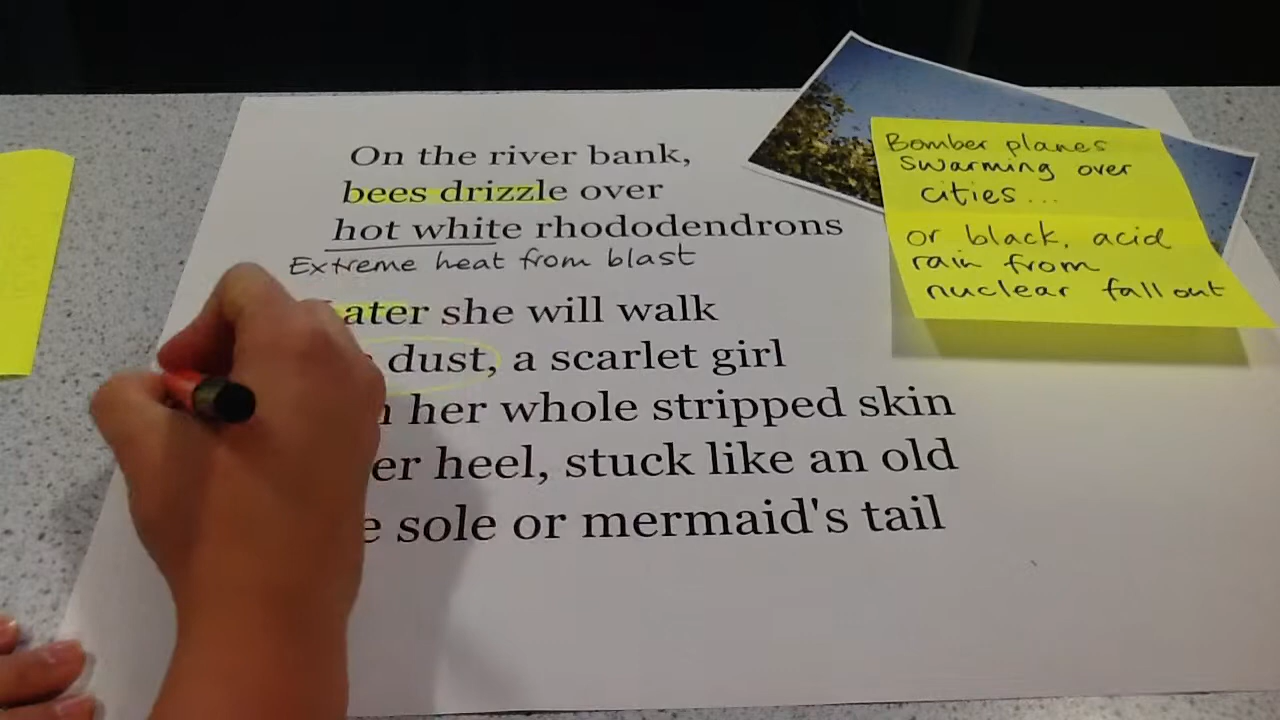 On the river bank,
bees drizzle over
hot white rhododendrons
Extreme heat from blast
Later she will walk
dust, a scarlet girl
her whole stripped skin
heel, stuck like an old
sole or mermaid's tail
Bomber planes
swarming over
cities...
or black, acid
rain from
nuclear fall out